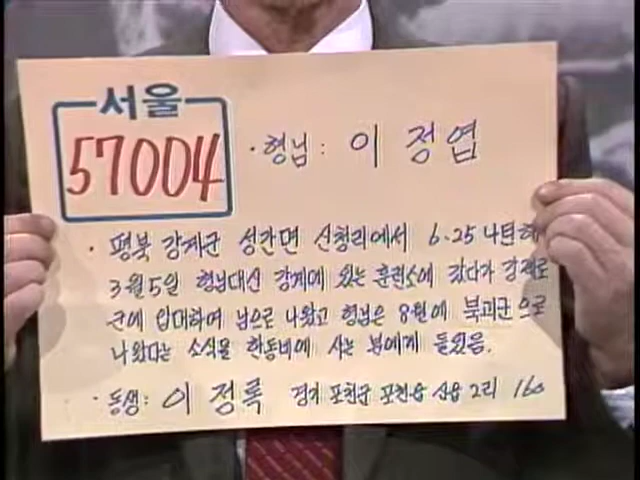 서울
57004
· 형님: 이 정엽
· 평북 강계군 성간면 신청리에서 6·25 나던해
3월5일 형님대신 강계에 있는 훈련소에 갔다가 강제로
군에 입대하여 남으로 나왔고 형님은 8월에 북괴군으로
나왔다는 소식을 한동네에 사는 분에게 들었음.
· 동생: 이 정록 경기 포천군 포천읍 신읍 2리 160